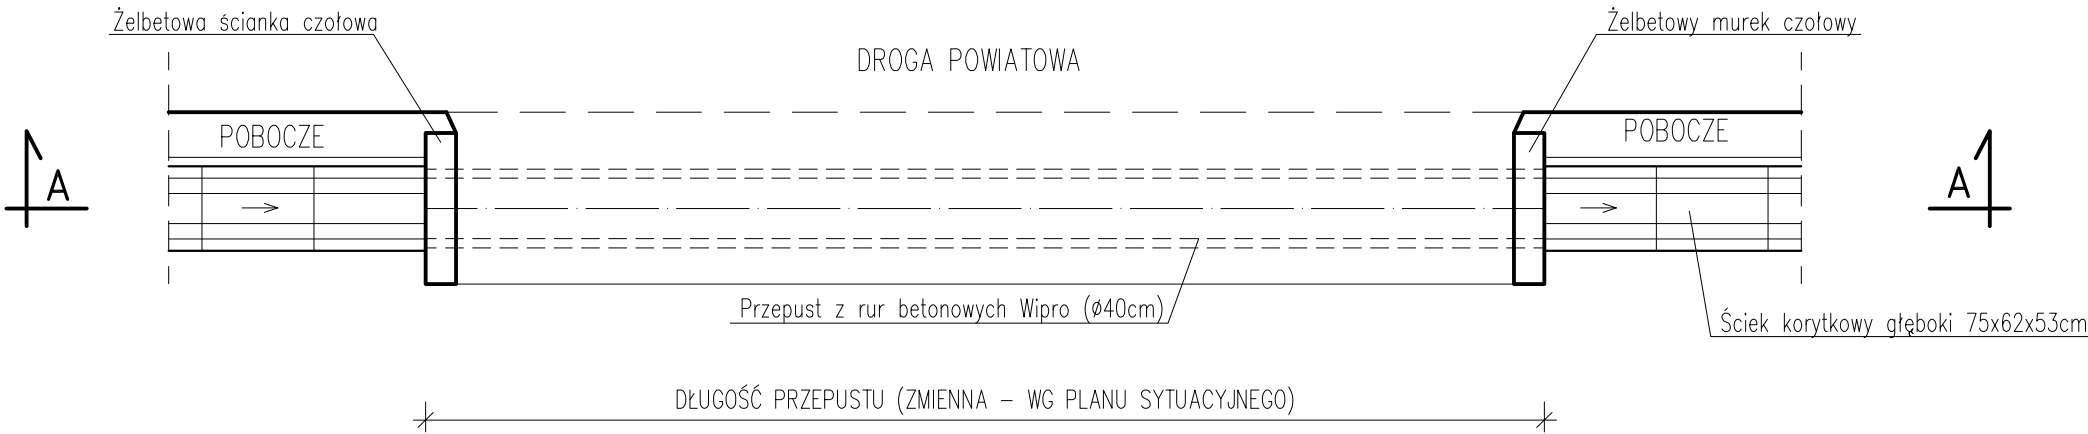 Żelbetowa ścianka czołowa
Żelbetowy murek czołowy
DROGA POWIATOWA
POBOCZE
POBOCZE
A
A
Przepust z rur betonowych Wipro (ø40cm)
Ściek korytkowy głęboki 75x62x53cm
DŁUGOŚĆ PRZEPUSTU (ZMIENNA – WG PLANU SYTUACYJNEGO)